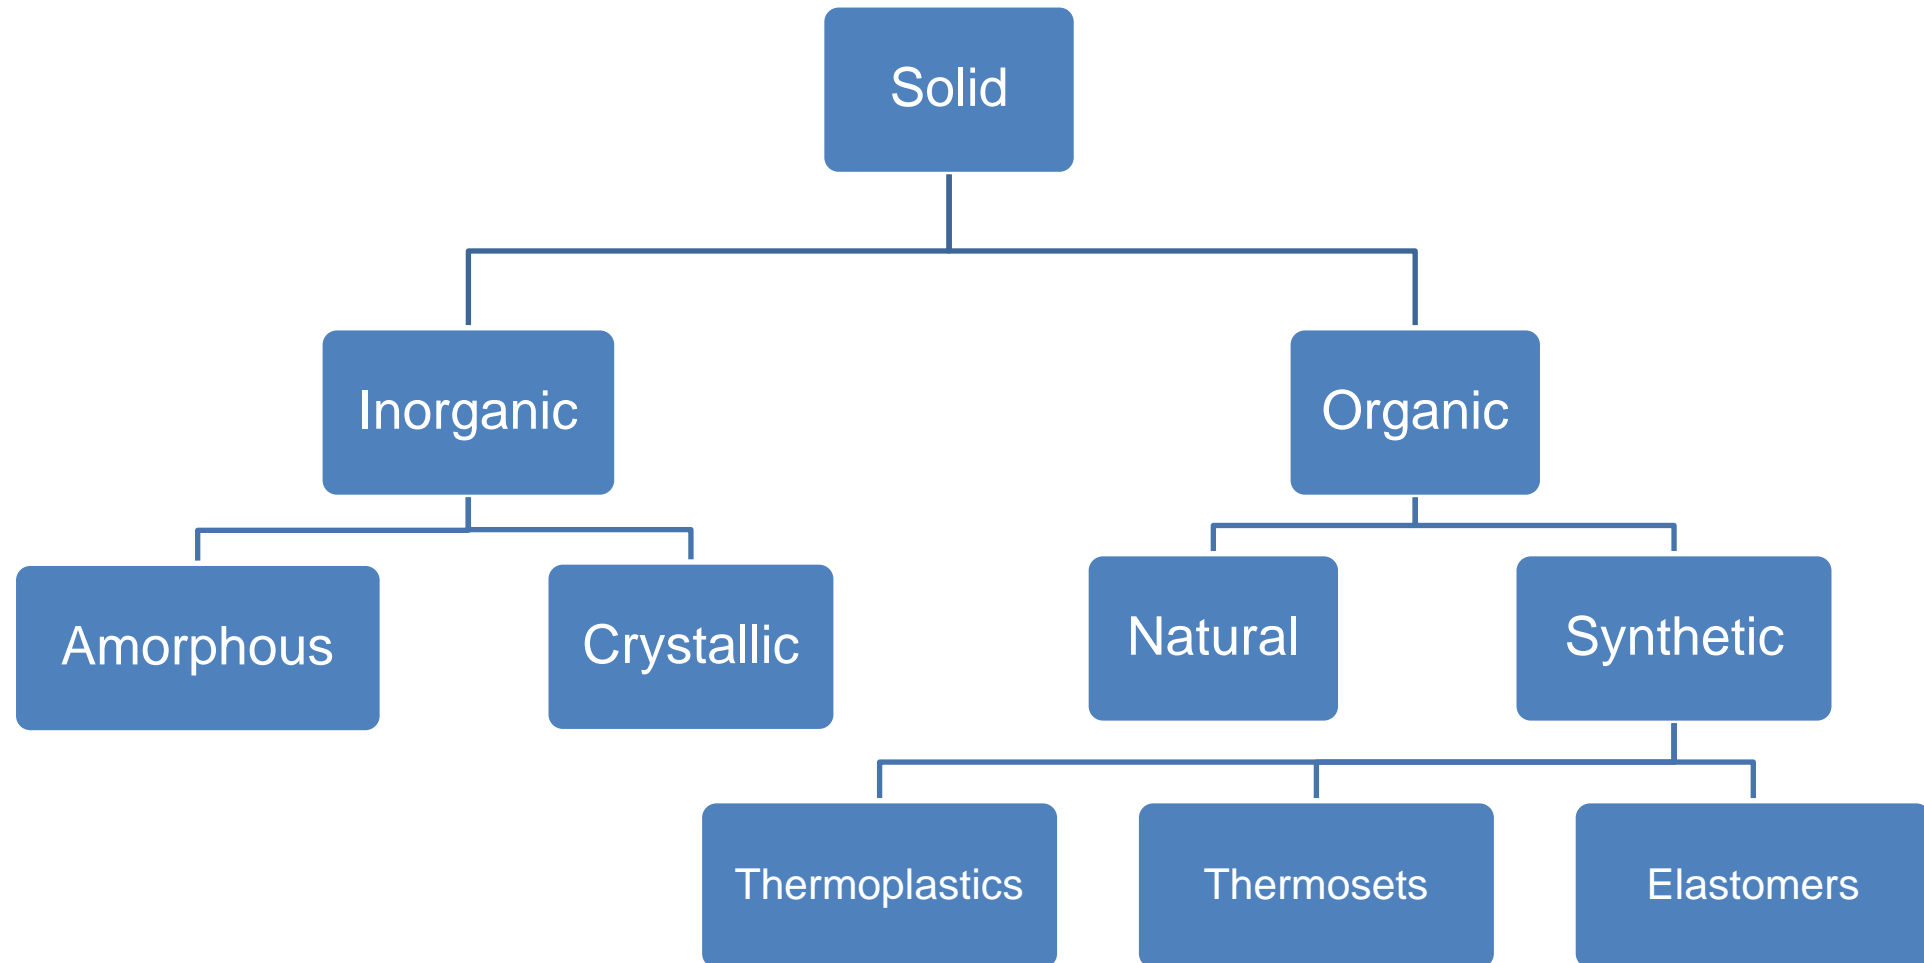 Solid
Inorganic
Organic
Amorphous
Crystallic
Natural
Synthetic
Thermoplastics
Thermosets
Elastomers